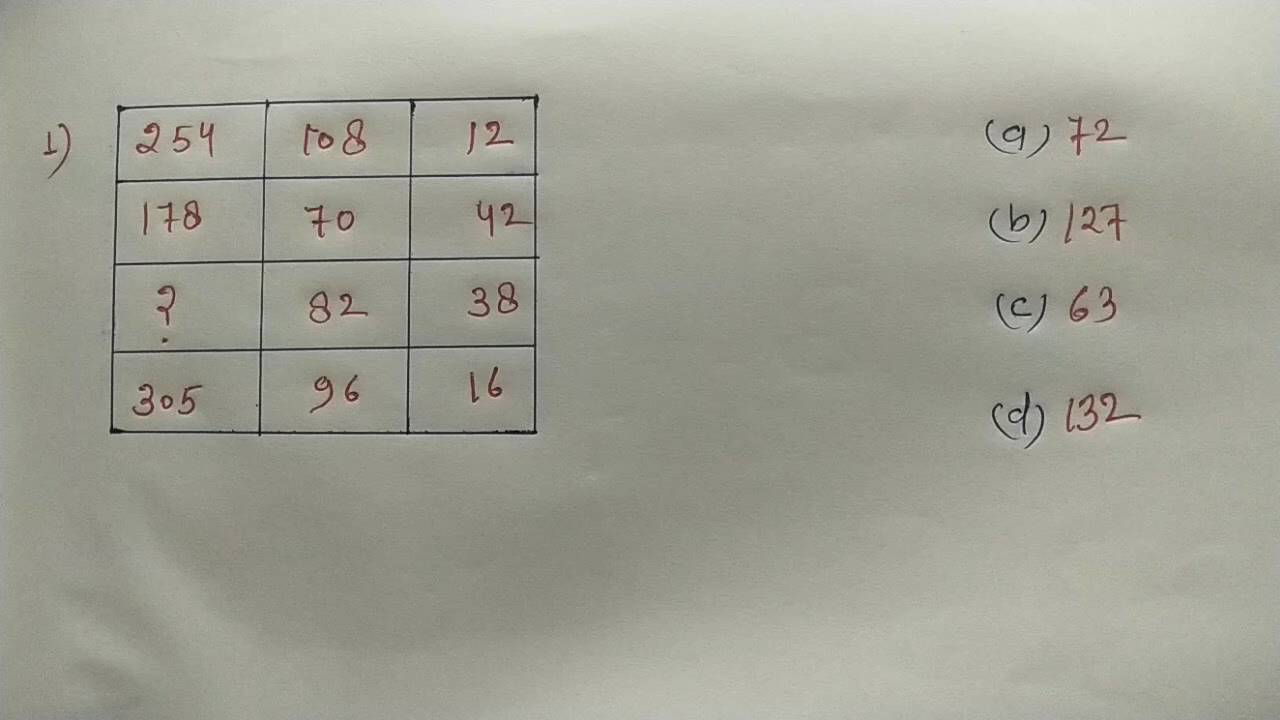 1) 254 108 12 (a) 72
178 70 42 (b) 127
? 82 38 (c) 63
305 96 16 (d) 132